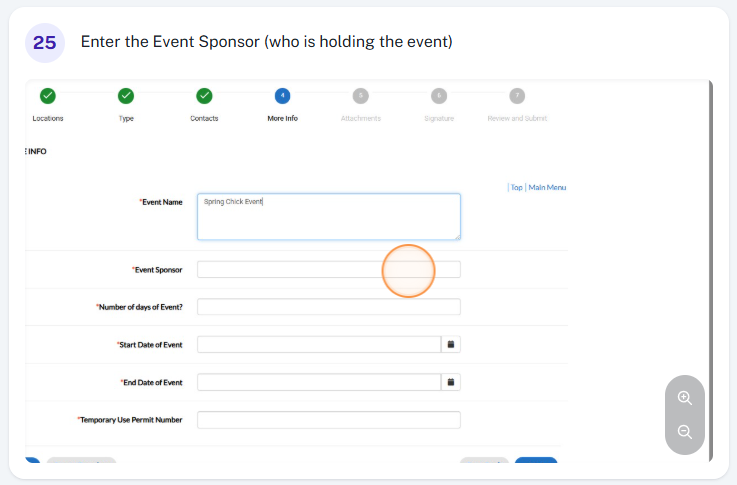 25 Enter the Event Sponsor (who is holding the event)
4 5 6 7
Locations Type Contacts More Info Attachments Signature Review and Submit
E INFO
| Top | Main Menu
*Event Name Spring Chick Event
*Event Sponsor
*Number of days of Event?
*Start Date of Event
*End Date of Event
*Temporary Use Permit Number